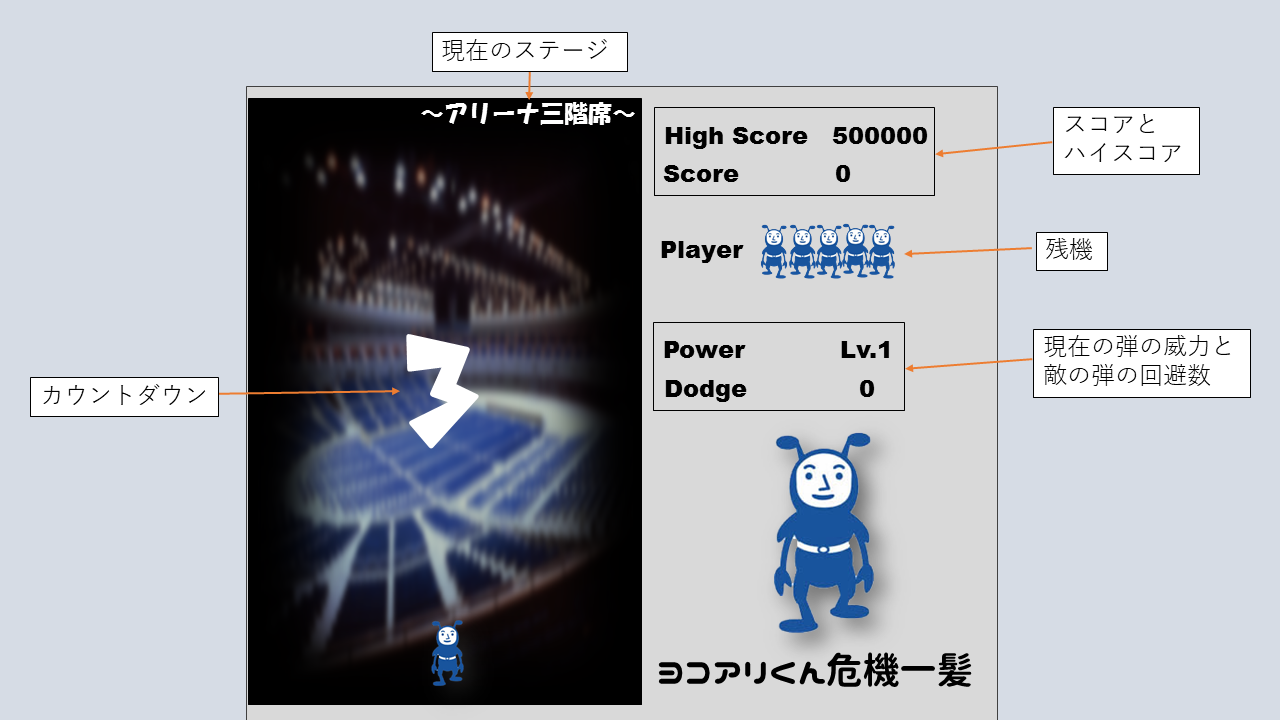 現在のステージ
～アリーナ三階席～
High Score 500000
Score 0
スコアと
ハイスコア
Player
残機
Power Lv.1
Dodge 0
現在の弾の威力と
敵の弾の回避数
カウントダウン
3
ヨコアリくん危機一髪